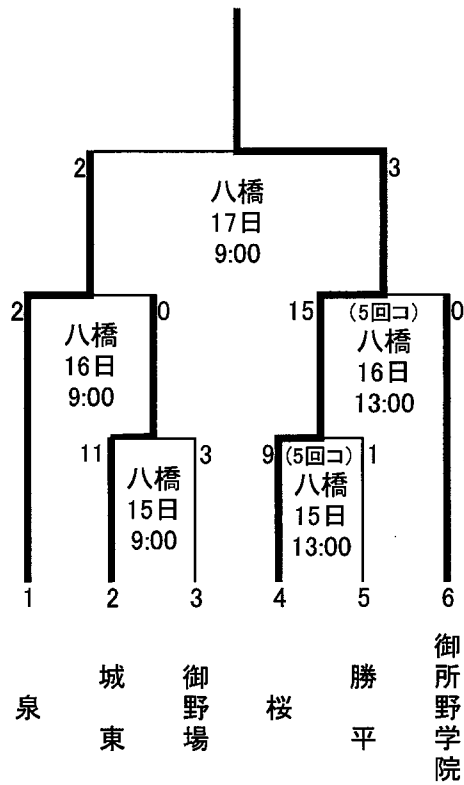 2 3
八橋
17日
9:00
2 0 15 (5回コ) 0
八橋
16日
9:00
八橋
16日
13:00
11 3 9 (5回コ) 1
八橋
15日
9:00
八橋
15日
13:00
1 2 3 4 5 6
泉
城東
御野場
桜
勝平
御所野学院